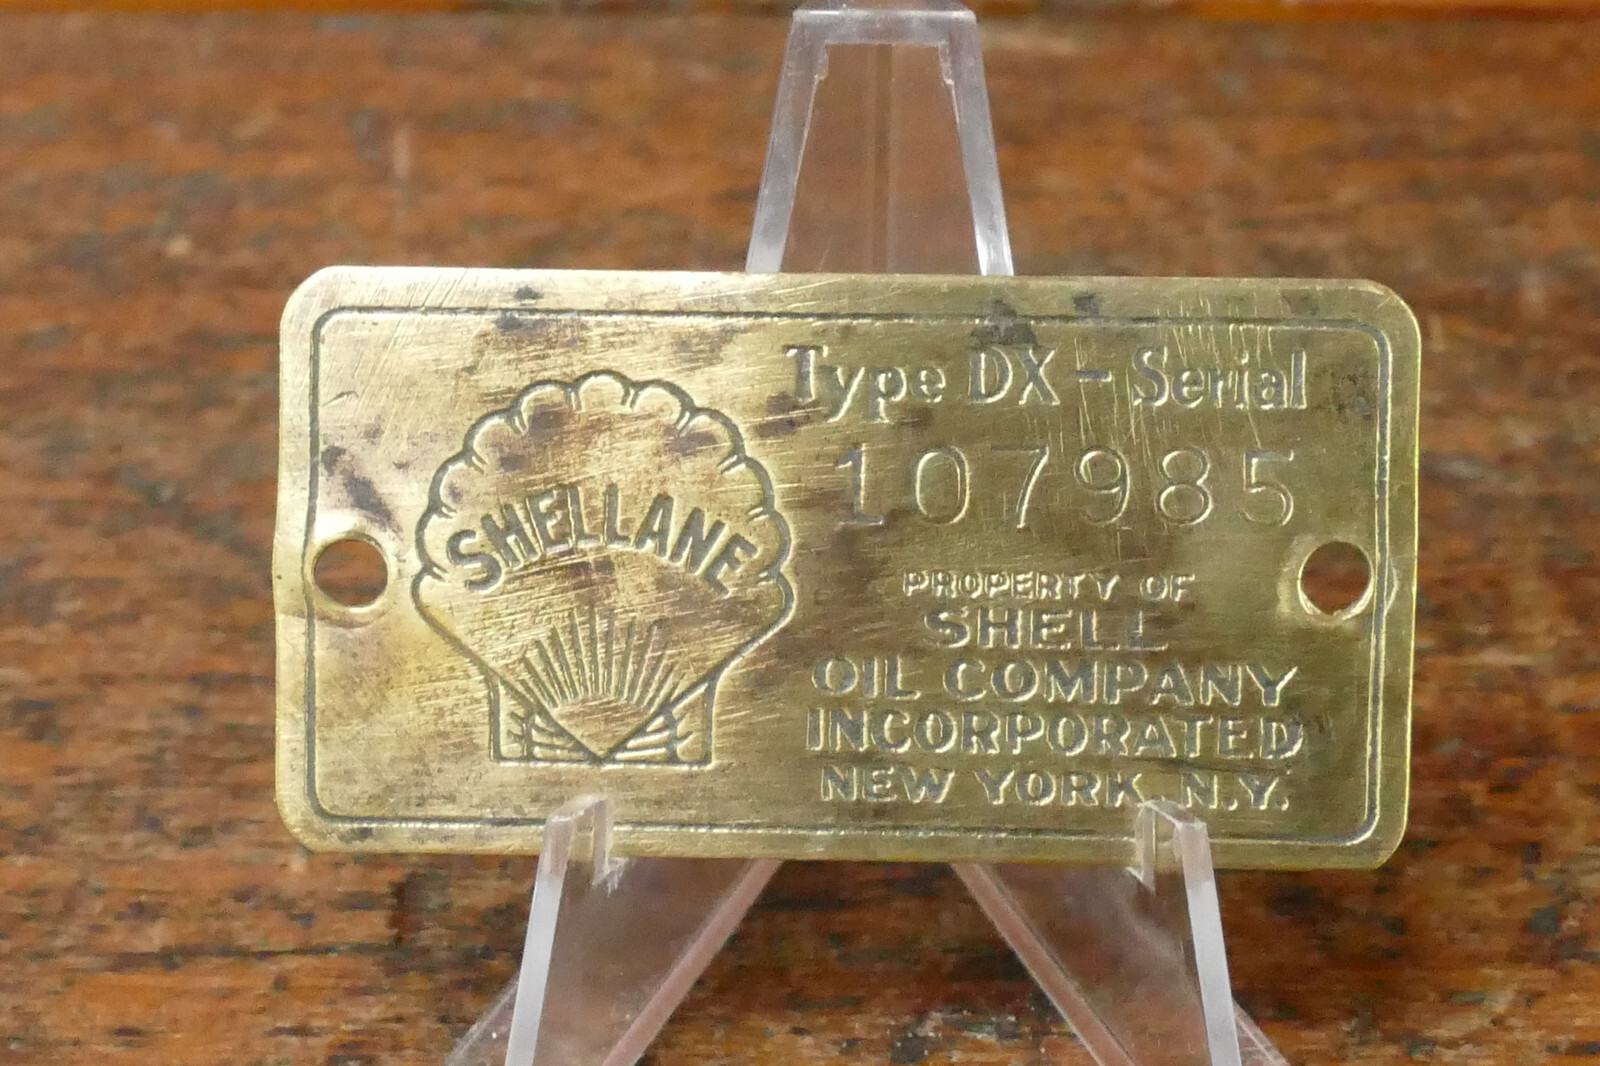 SHELLANE
Type DX - Serial
107985
PROPERTY OF
SHELL
OIL COMPANY
INCORPORATED
NEW YORK, N.Y.